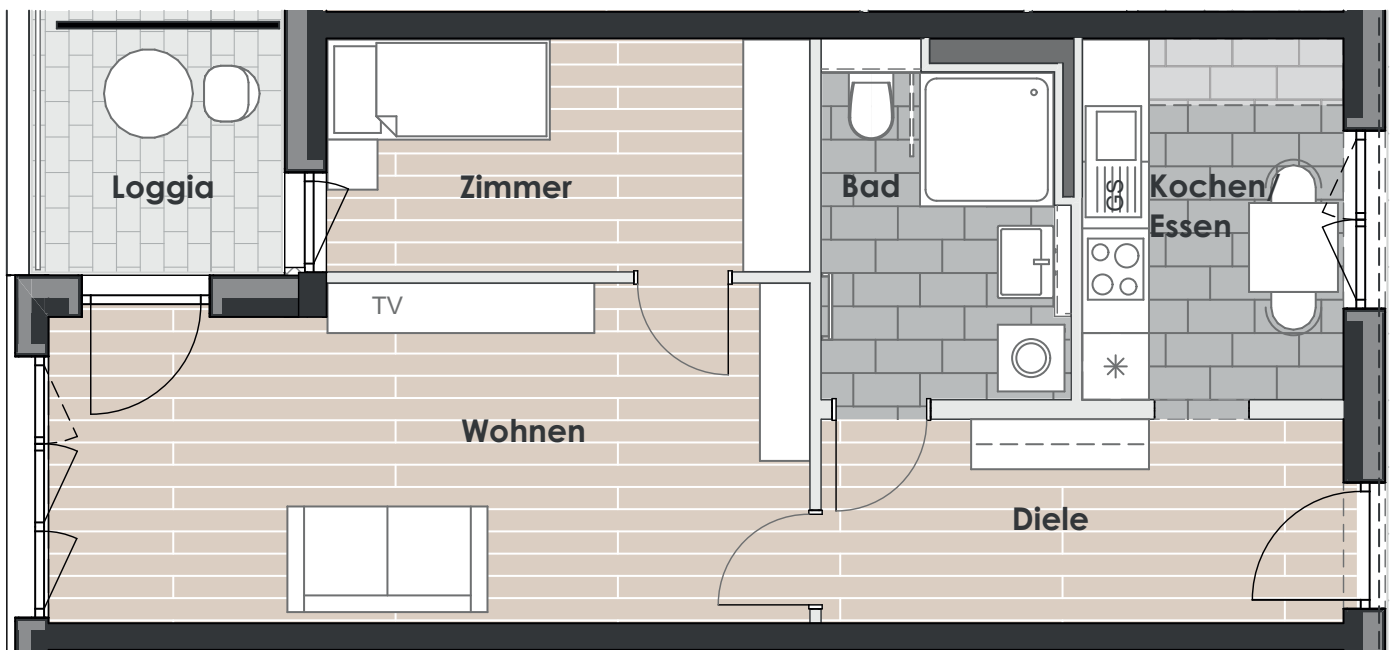 Loggia
Zimmer
Bad
Kochen/
Essen
GS
TV
Wohnen
Diele